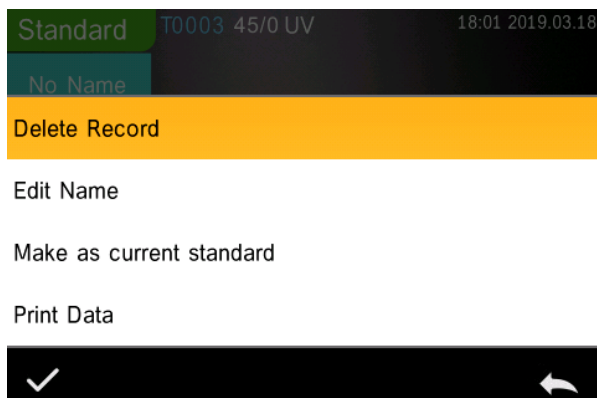 Standard T0003 45/0 UV 18:01 2019.03.18
No Name
Delete Record
Edit Name
Make as current standard
Print Data